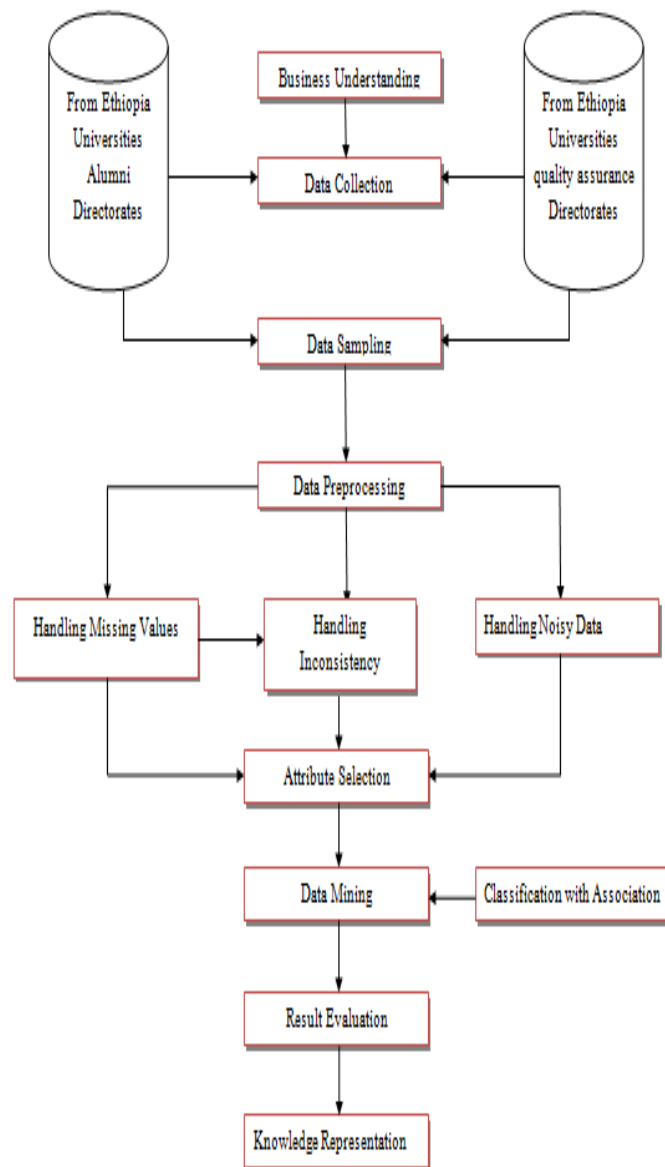 From Ethiopia
Universities
Alumni
Directorates
Business Understanding
From Ethiopia
Universities
quality assurance
Directorates
Data Collection
Data Sampling
Data Preprocessing
Handling Missing Values
Handling
Inconsistency
Handling Noisy Data
Attribute Selection
Data Mining
Classification with Association
Result Evaluation
Knowledge Representation